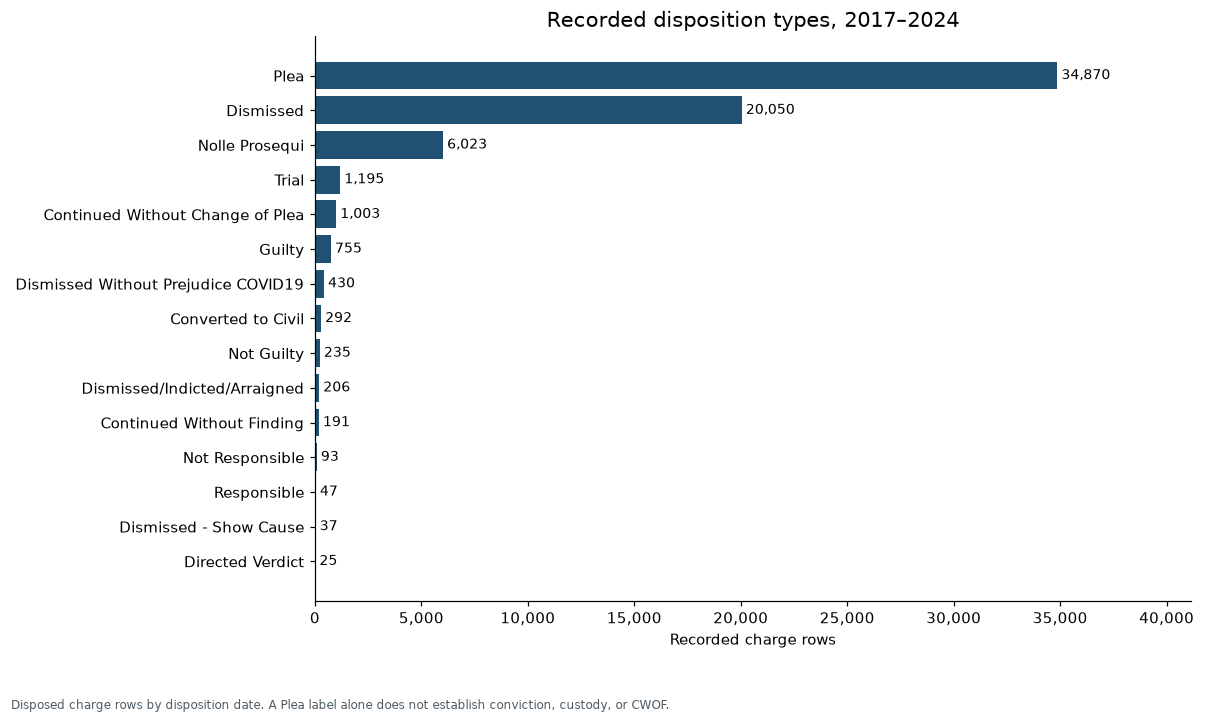 Recorded disposition types, 2017–2024
Plea 34,870
Dismissed 20,050
Nolle Prosequi 6,023
Trial 1,195
Continued Without Change of Plea 1,003
Guilty 755
Dismissed Without Prejudice COVID19 430
Converted to Civil 292
Not Guilty 235
Dismissed/Indicted/Arraigned 206
Continued Without Finding 191
Not Responsible 93
Responsible 47
Dismissed - Show Cause 37
Directed Verdict 25
0 5,000 10,000 15,000 20,000 25,000 30,000 35,000 40,000
Recorded charge rows
Disposed charge rows by disposition date. A Plea label alone does not establish conviction, custody, or CWOF.